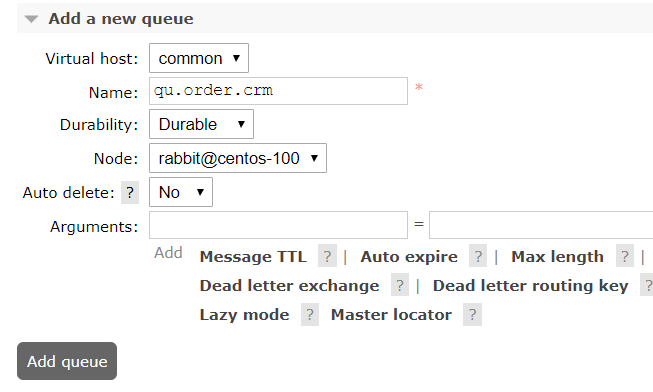 Add a new queue
Virtual host: common
Name: qu.order.crm *
Durability: Durable
Node: rabbit@centos-100
Auto delete: ? No
Arguments: =
Add Message TTL ? | Auto expire ? | Max length ? |
Dead letter exchange ? | Dead letter routing key ?
Lazy mode ? Master locator ?
Add queue